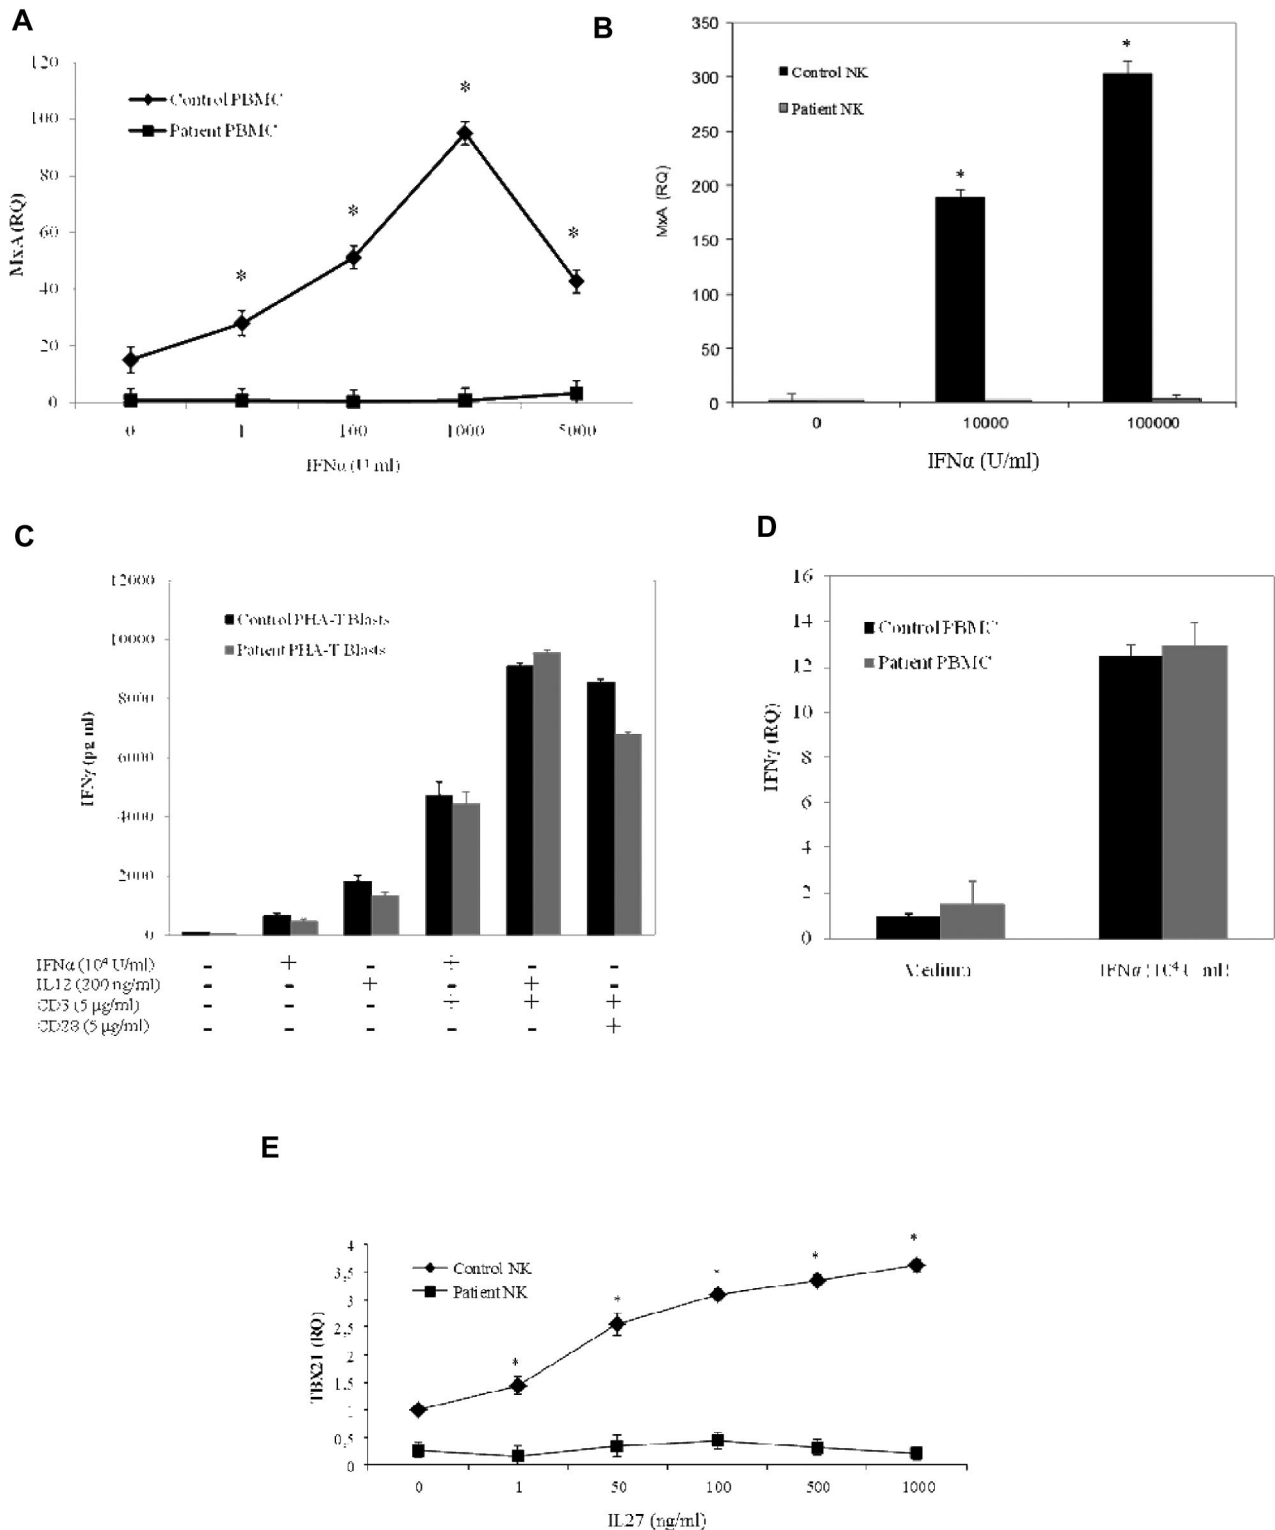 A
120
100
80
60
40
20
0
MxA (RQ)
Control PBMC
Patient PBMC
*
*
*
*
0 1 100 1000 5000
IFNα (U/ml)
B
350
300
250
200
150
100
50
0
MxA (RQ)
Control NK
Patient NK
*
*
0 10000 100000
IFNα (U/ml)
C
12000
10000
8000
6000
4000
2000
0
IFNγ (pg/ml)
Control PHA-T Blasts
Patient PHA-T Blasts
IFNα (10⁴ U/ml) - + - + - -
IL12 (200 ng/ml) - - + - + -
CD3 (5 µg/ml) - - - + + +
CD28 (5 µg/ml) - - - - - +
D
16
14
12
10
8
6
4
2
0
IFNγ (RQ)
Control PBMC
Patient PBMC
Medium IFNα (10⁴ U/ml)
E
4
3,5
3
2,5
2
1,5
1
0,5
0
TBX21 (RQ)
Control NK
Patient NK
*
*
*
*
*
0 1 50 100 500 1000
IL27 (ng/ml)